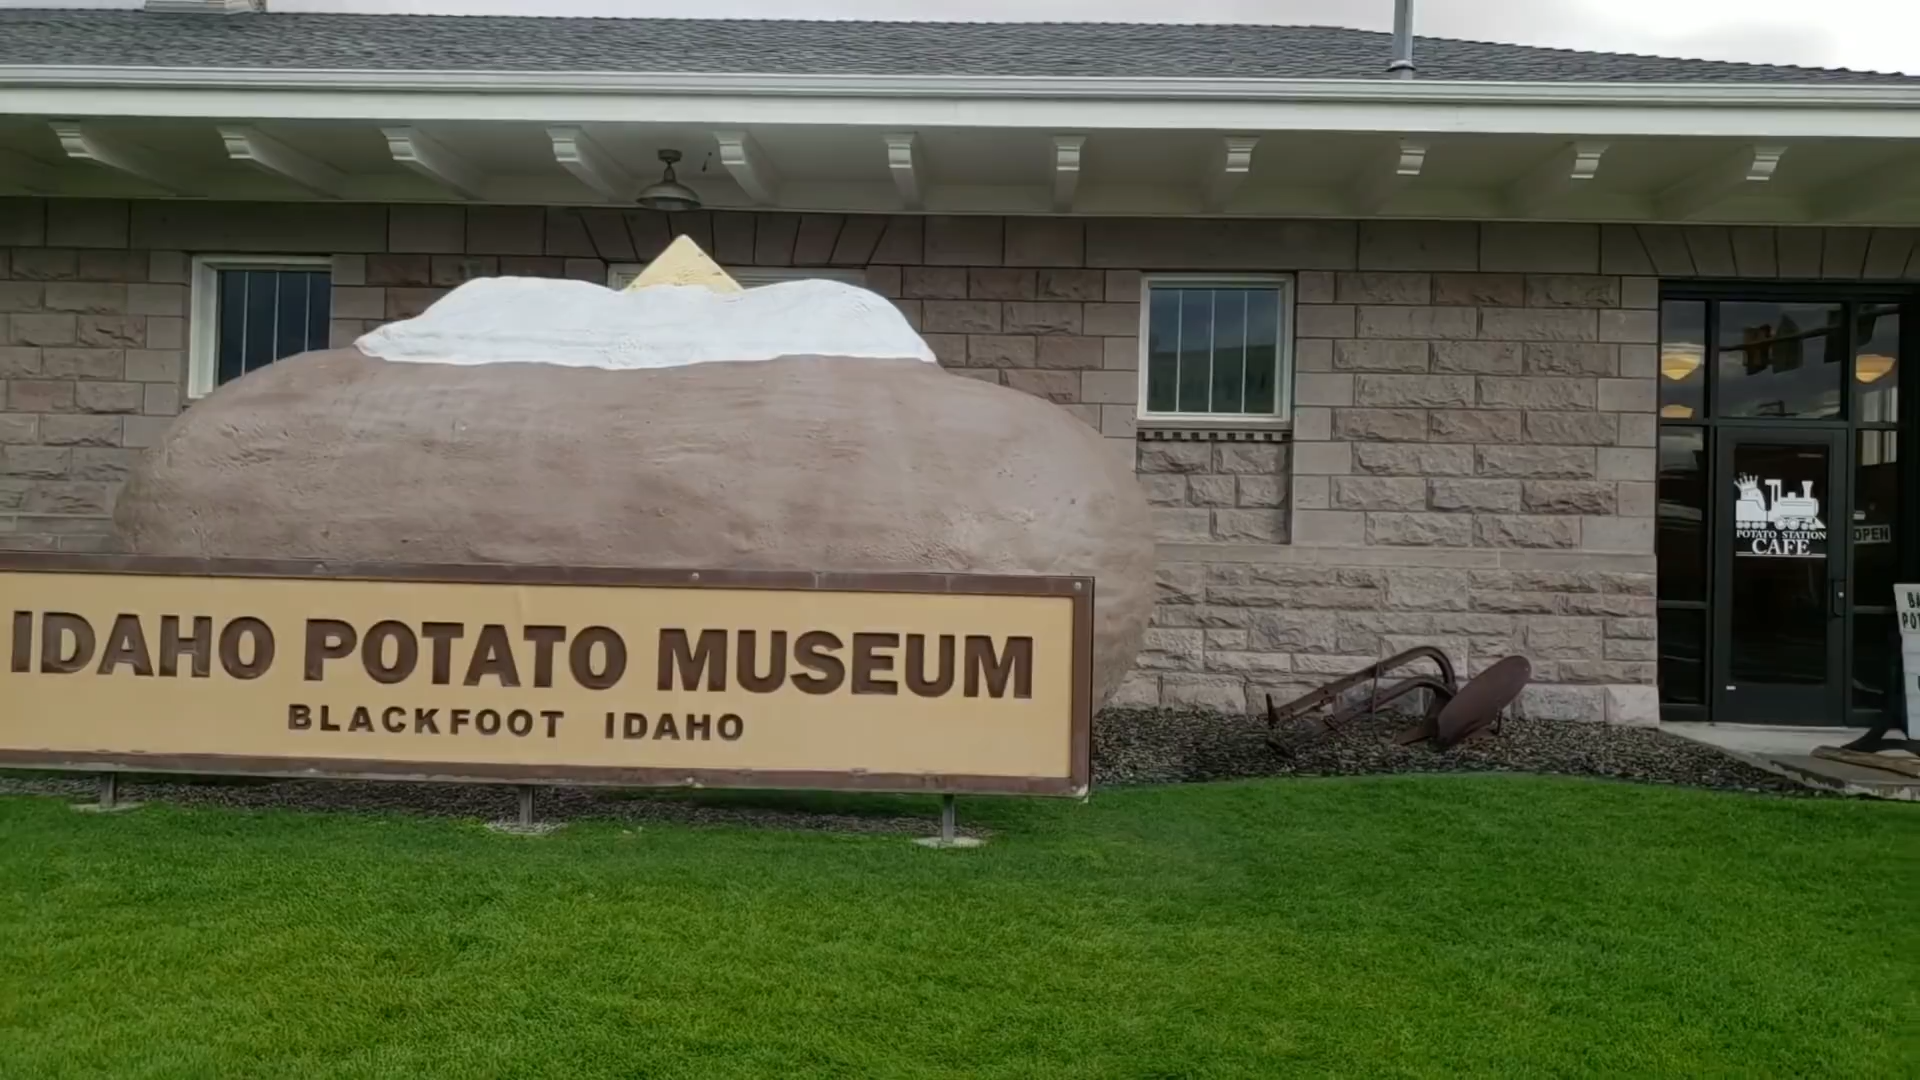 IDAHO POTATO MUSEUM
BLACKFOOT IDAHO
POTATO STATION
CAFE
OPEN